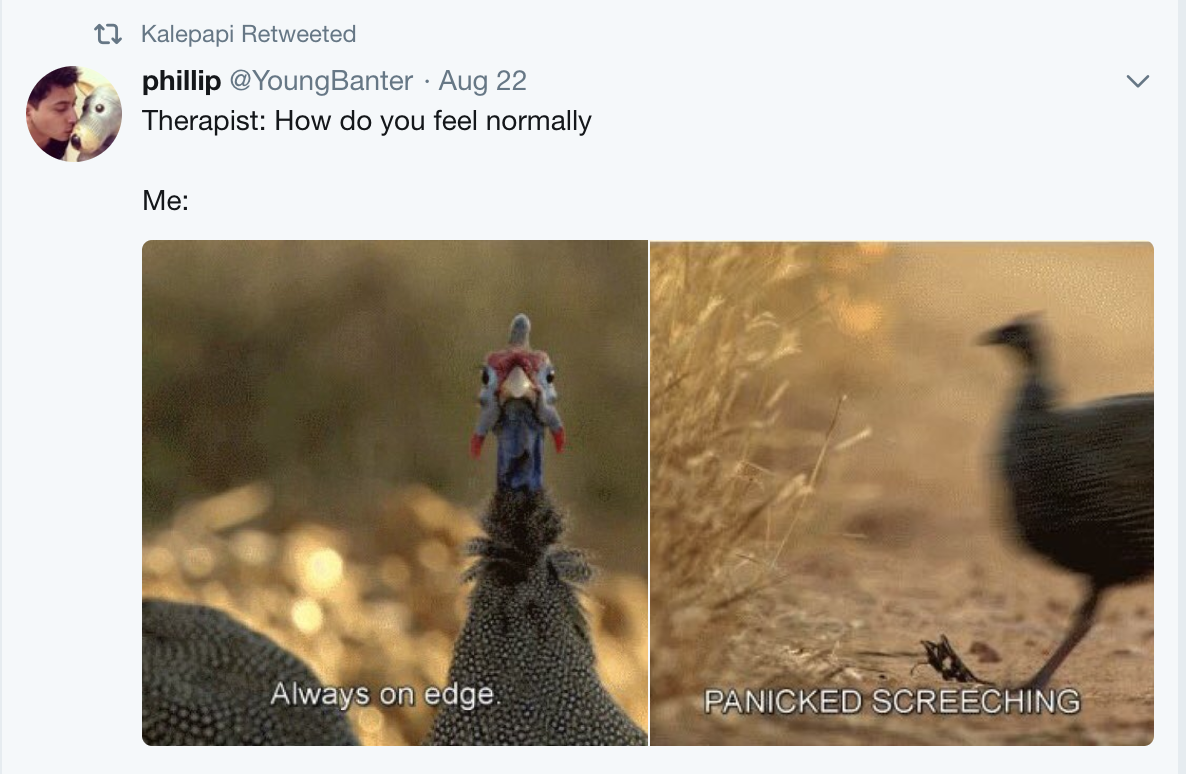 Kalepapi Retweeted
phillip @YoungBanter · Aug 22
Therapist: How do you feel normally
Me:
Always on edge.
PANICKED SCREECHING